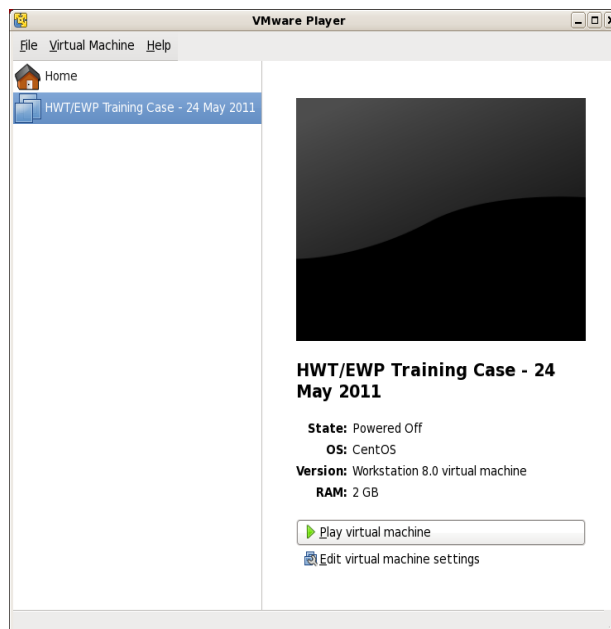 VMware Player
File Virtual Machine Help
Home
HWT/EWP Training Case - 24 May 2011
HWT/EWP Training Case - 24
May 2011
State: Powered Off
OS: CentOS
Version: Workstation 8.0 virtual machine
RAM: 2 GB
Play virtual machine
Edit virtual machine settings